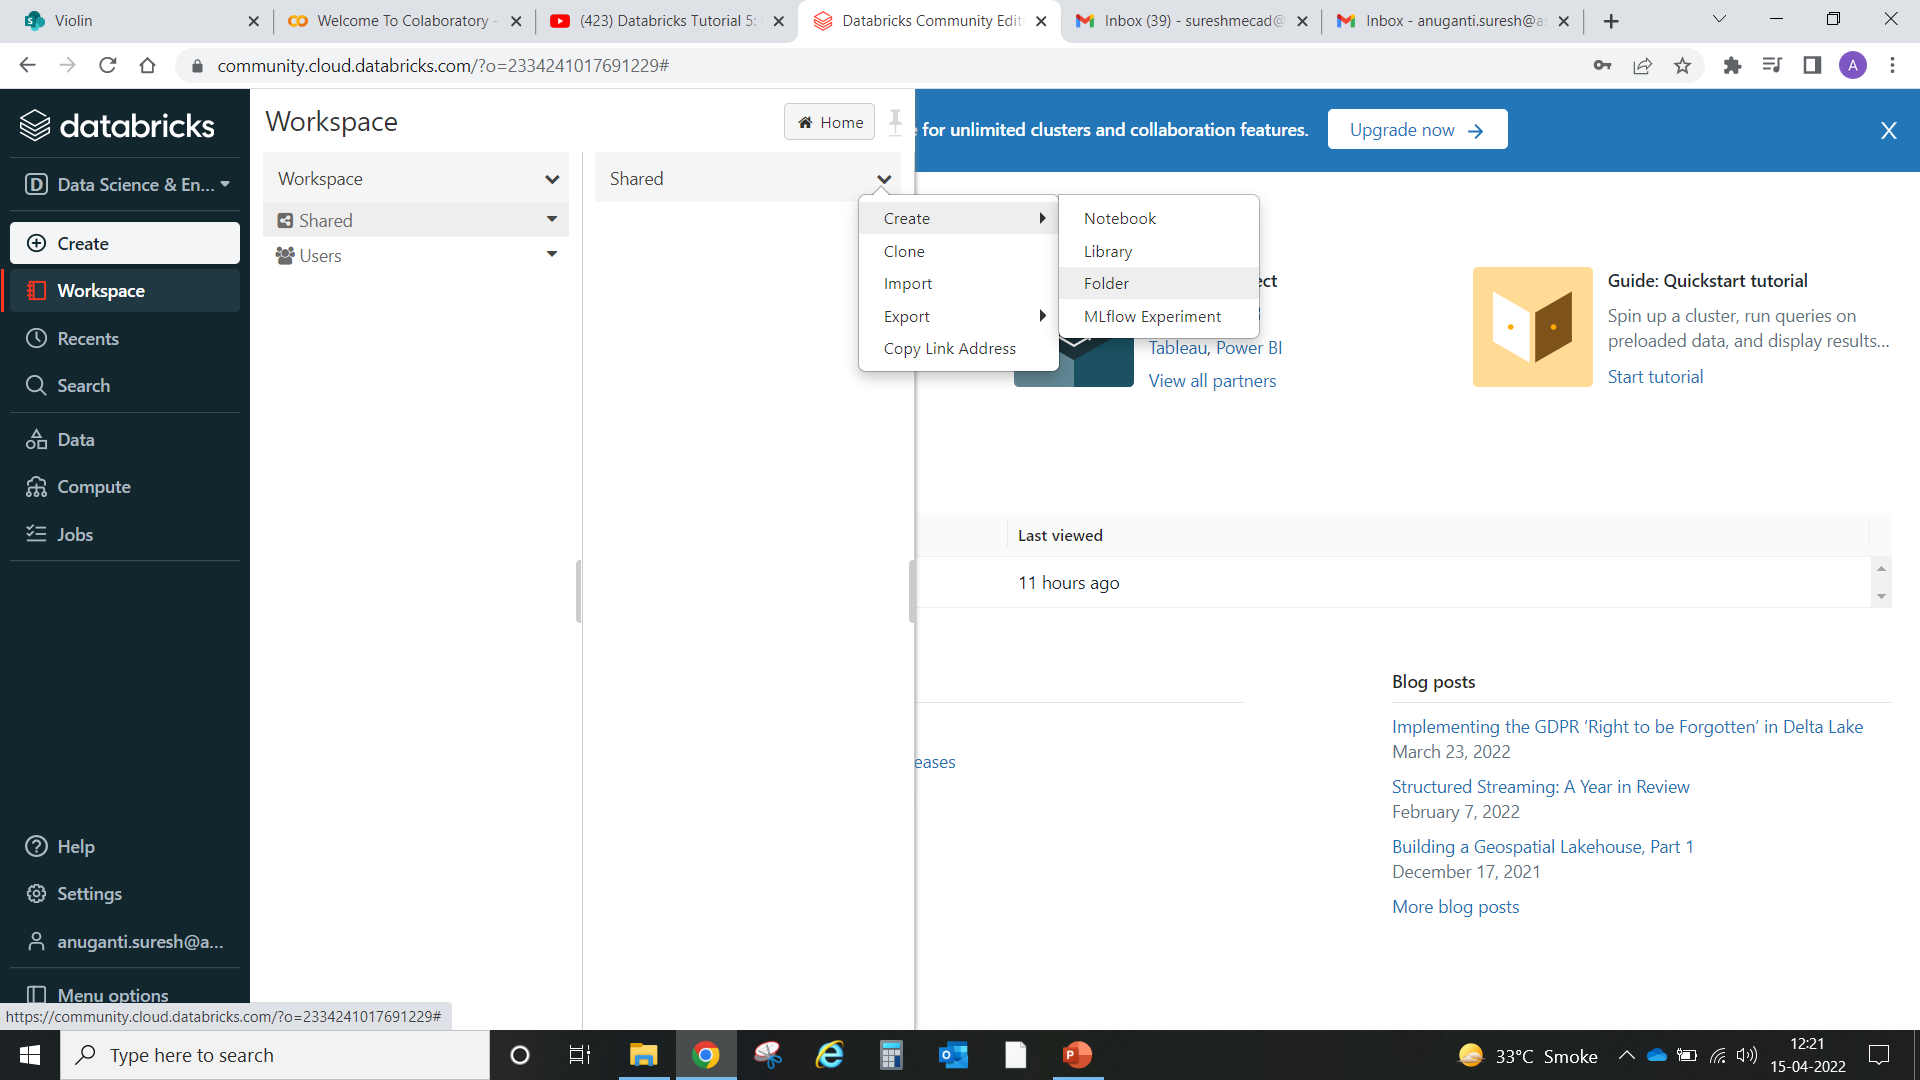 Violin
Welcome To Colaboratory -
(423) Databricks Tutorial 5:
Databricks Community Editi
Inbox (39) - sureshmecad@
Inbox - anuganti.suresh@a
community.cloud.databricks.com/?o=2334241017691229#
A
databricks
D Data Science & En...
Create
Workspace
Recents
Search
Data
Compute
Jobs
Help
Settings
anuganti.suresh@a...
Menu options
https://community.cloud.databricks.com/?o=2334241017691229#
Workspace
Home
Workspace
Shared
Users
Shared
Create
Clone
Import
Export
Copy Link Address
Notebook
Library
Folder
MLflow Experiment
e for unlimited clusters and collaboration features.
Upgrade now
X
ect
Tableau, Power BI
View all partners
Guide: Quickstart tutorial
Spin up a cluster, run queries on
preloaded data, and display results...
Start tutorial
Last viewed
11 hours ago
eases
Blog posts
Implementing the GDPR ‘Right to be Forgotten’ in Delta Lake
March 23, 2022
Structured Streaming: A Year in Review
February 7, 2022
Building a Geospatial Lakehouse, Part 1
December 17, 2021
More blog posts
Type here to search
33°C Smoke
12:21
15-04-2022